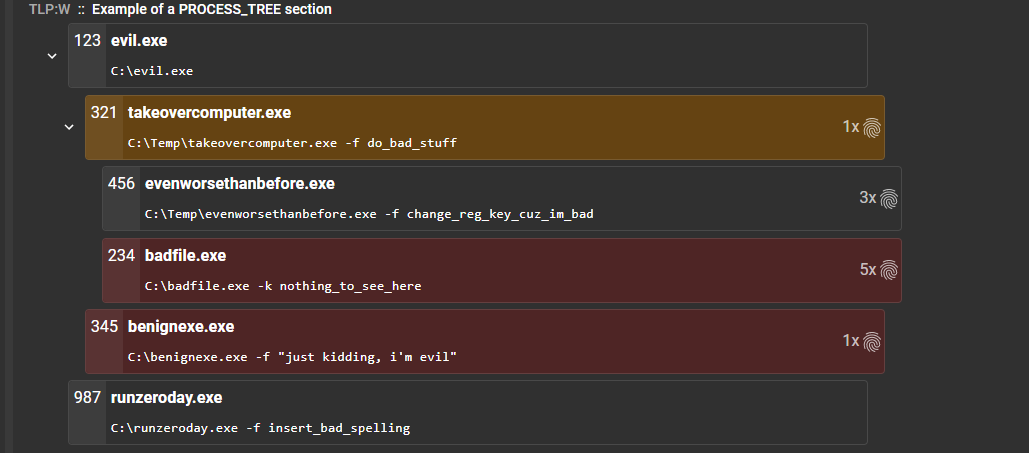 TLP:W :: Example of a PROCESS_TREE section
123 evil.exe
C:\evil.exe
321 takeovercomputer.exe
1x
C:\Temp\takeovercomputer.exe -f do_bad_stuff
456 evenworsethanbefore.exe
3x
C:\Temp\evenworsethanbefore.exe -f change_reg_key_cuz_im_bad
234 badfile.exe
5x
C:\badfile.exe -k nothing_to_see_here
345 benignexe.exe
1x
C:\benignexe.exe -f "just kidding, i'm evil"
987 runzeroday.exe
C:\runzeroday.exe -f insert_bad_spelling